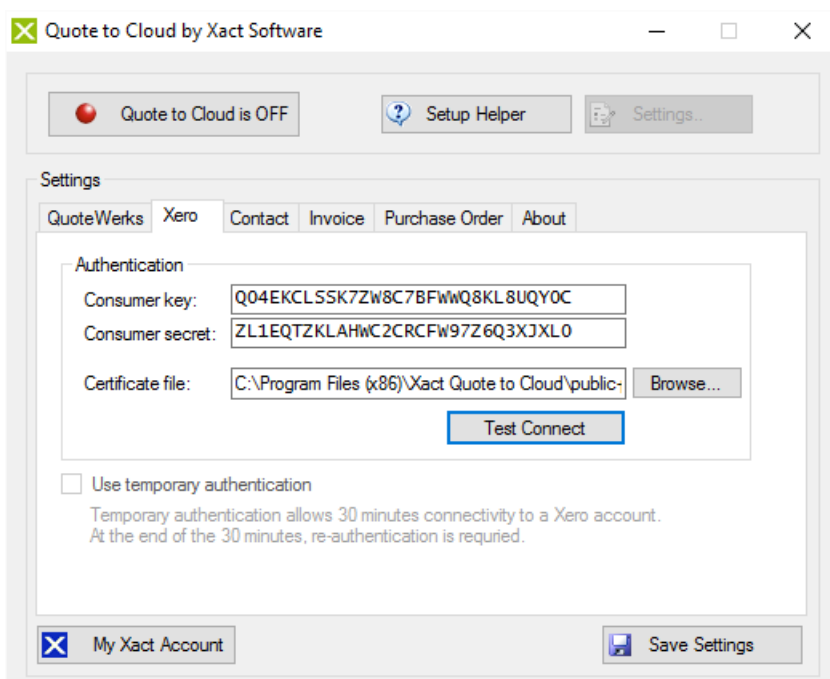 Quote to Cloud by Xact Software
Quote to Cloud is OFF
Setup Helper
Settings..
Settings
QuoteWerks Xero Contact Invoice Purchase Order About
Authentication
Consumer key: QO4EKCLSSK7ZW8C7BFWWQ8KL8UQYOC
Consumer secret: ZL1EQTZKLAHWC2CRCFW97Z6Q3XJXLO
Certificate file: C:\Program Files (x86)\Xact Quote to Cloud\public- Browse...
Test Connect
Use temporary authentication
Temporary authentication allows 30 minutes connectivity to a Xero account.
At the end of the 30 minutes, re-authentication is requried.
My Xact Account
Save Settings